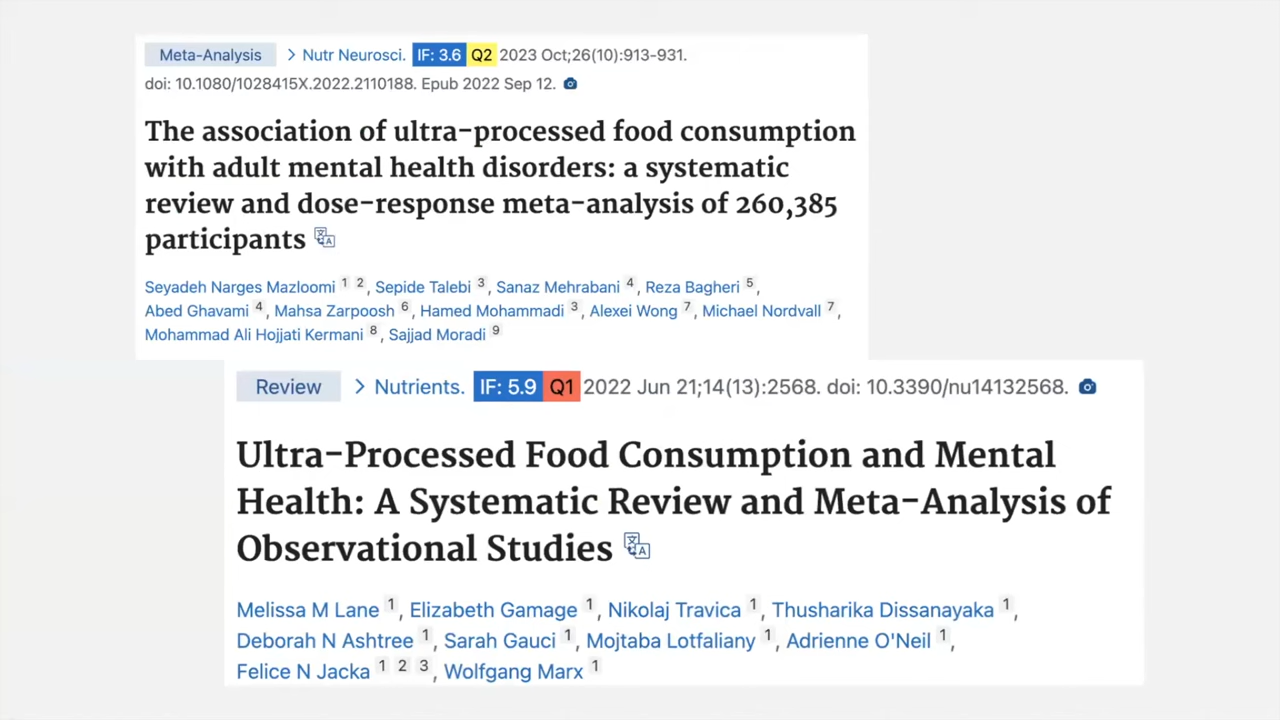 Meta-Analysis > Nutr Neurosci. IF: 3.6 Q2 2023 Oct;26(10):913-931.
doi: 10.1080/1028415X.2022.2110188. Epub 2022 Sep 12.
The association of ultra-processed food consumption
with adult mental health disorders: a systematic
review and dose-response meta-analysis of 260,385
participants
Seyadeh Narges Mazloomi 1 2, Sepide Talebi 3, Sanaz Mehrabani 4, Reza Bagheri 5,
Abed Ghavami 4, Mahsa Zarpoosh 6, Hamed Mohammadi 3, Alexei Wong 7, Michael Nordvall 7,
Mohammad Ali Hojjati Kermani 8, Sajjad Moradi 9
Review > Nutrients. IF: 5.9 Q1 2022 Jun 21;14(13):2568. doi: 10.3390/nu14132568.
Ultra-Processed Food Consumption and Mental
Health: A Systematic Review and Meta-Analysis of
Observational Studies
Melissa M Lane 1, Elizabeth Gamage 1, Nikolaj Travica 1, Thusharika Dissanayaka 1,
Deborah N Ashtree 1, Sarah Gauci 1, Mojtaba Lotfaliany 1, Adrienne O'Neil 1,
Felice N Jacka 1 2 3, Wolfgang Marx 1